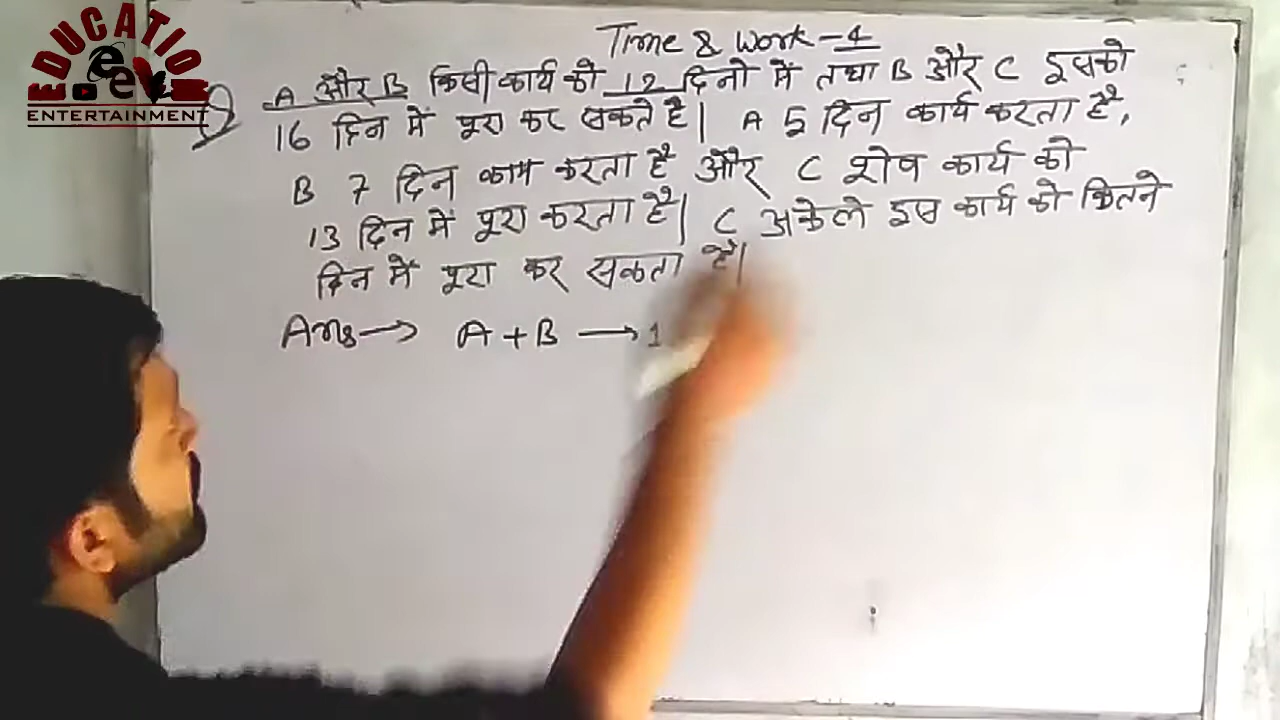 EDUCATION
ee
ENTERTAINMENT
Time & Work-4
Q A और B किसी कार्य को 12 दिनो में तथा B और C इसको
16 दिन में पूरा कर सकते है| A 5 दिन कार्य करता है,
B 7 दिन काम करता है और C शेष कार्य को
13 दिन में पूरा करता है| C अकेले इस कार्य को कितने
दिन में पूरा कर सकता है|
Ans → A + B → 1